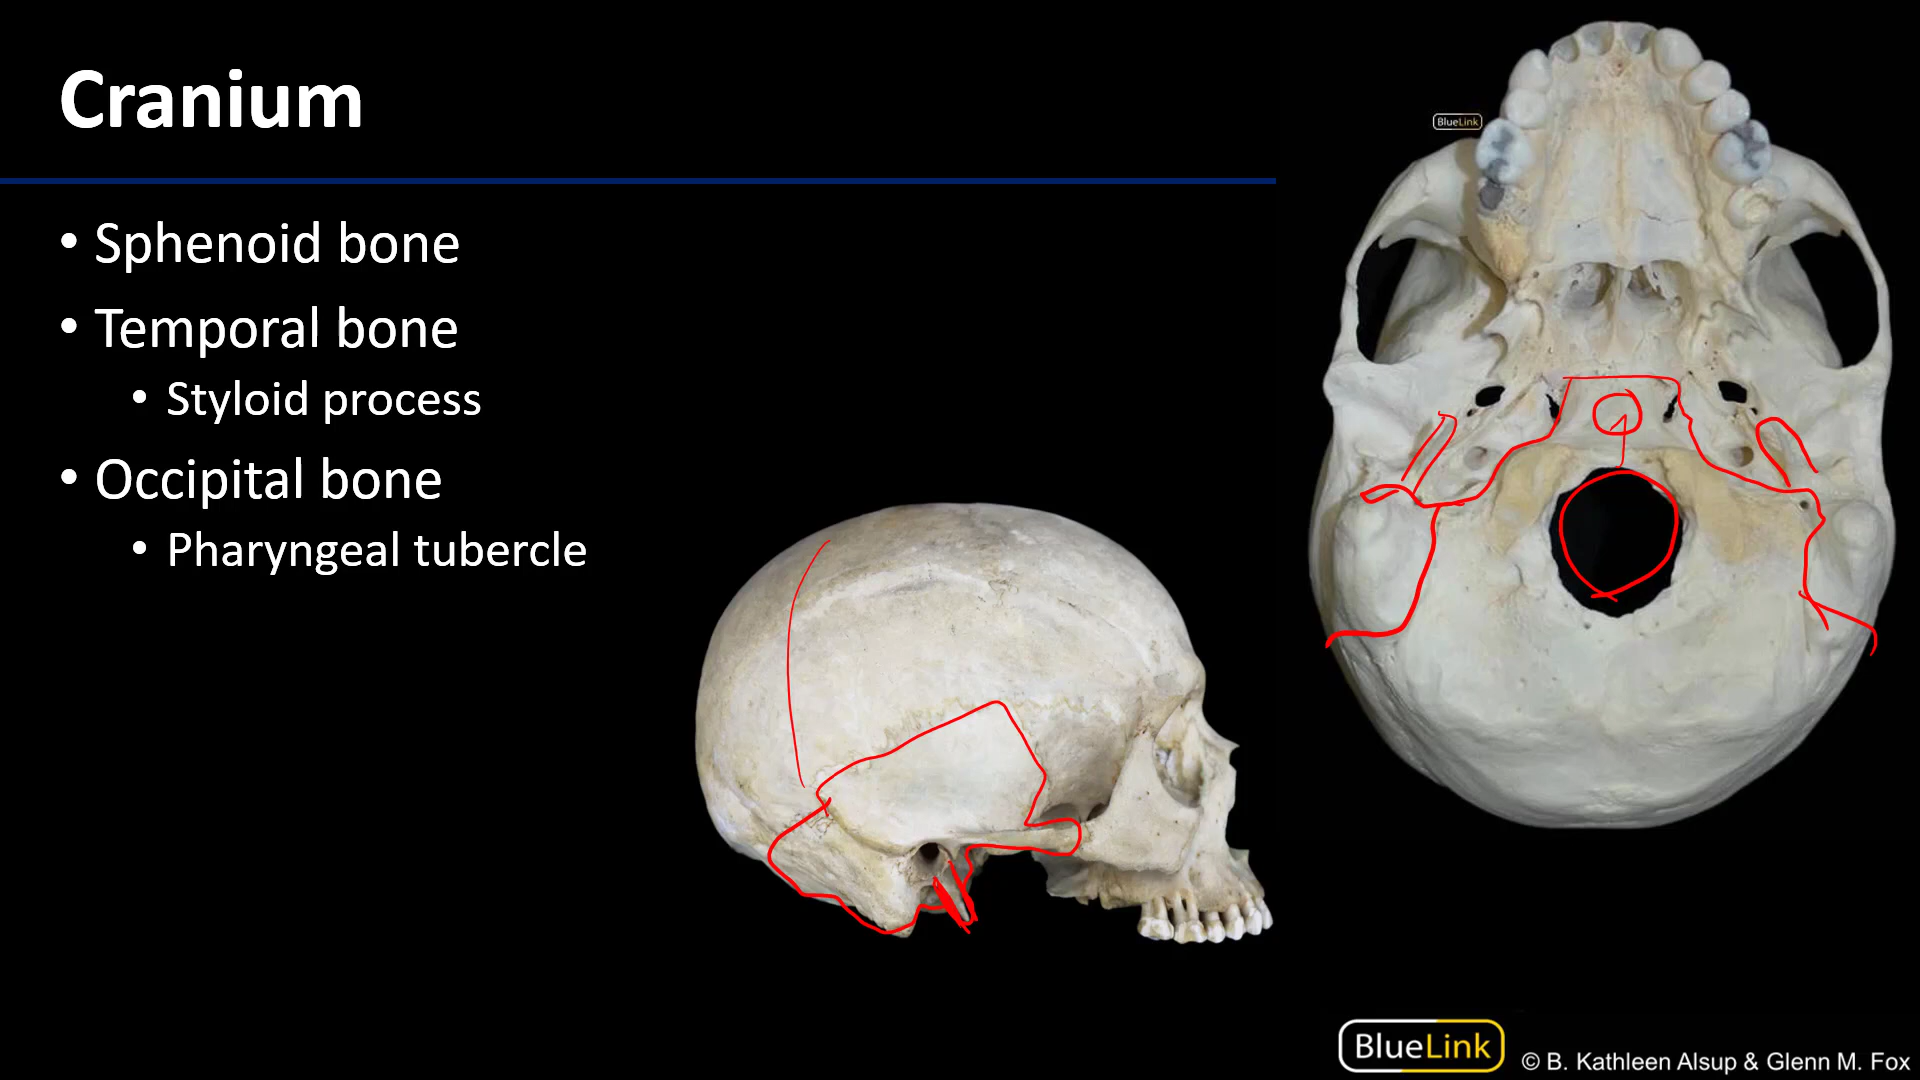 Cranium
• Sphenoid bone
• Temporal bone
• Styloid process
• Occipital bone
• Pharyngeal tubercle
BlueLink
BlueLink
© B. Kathleen Alsup & Glenn M. Fox